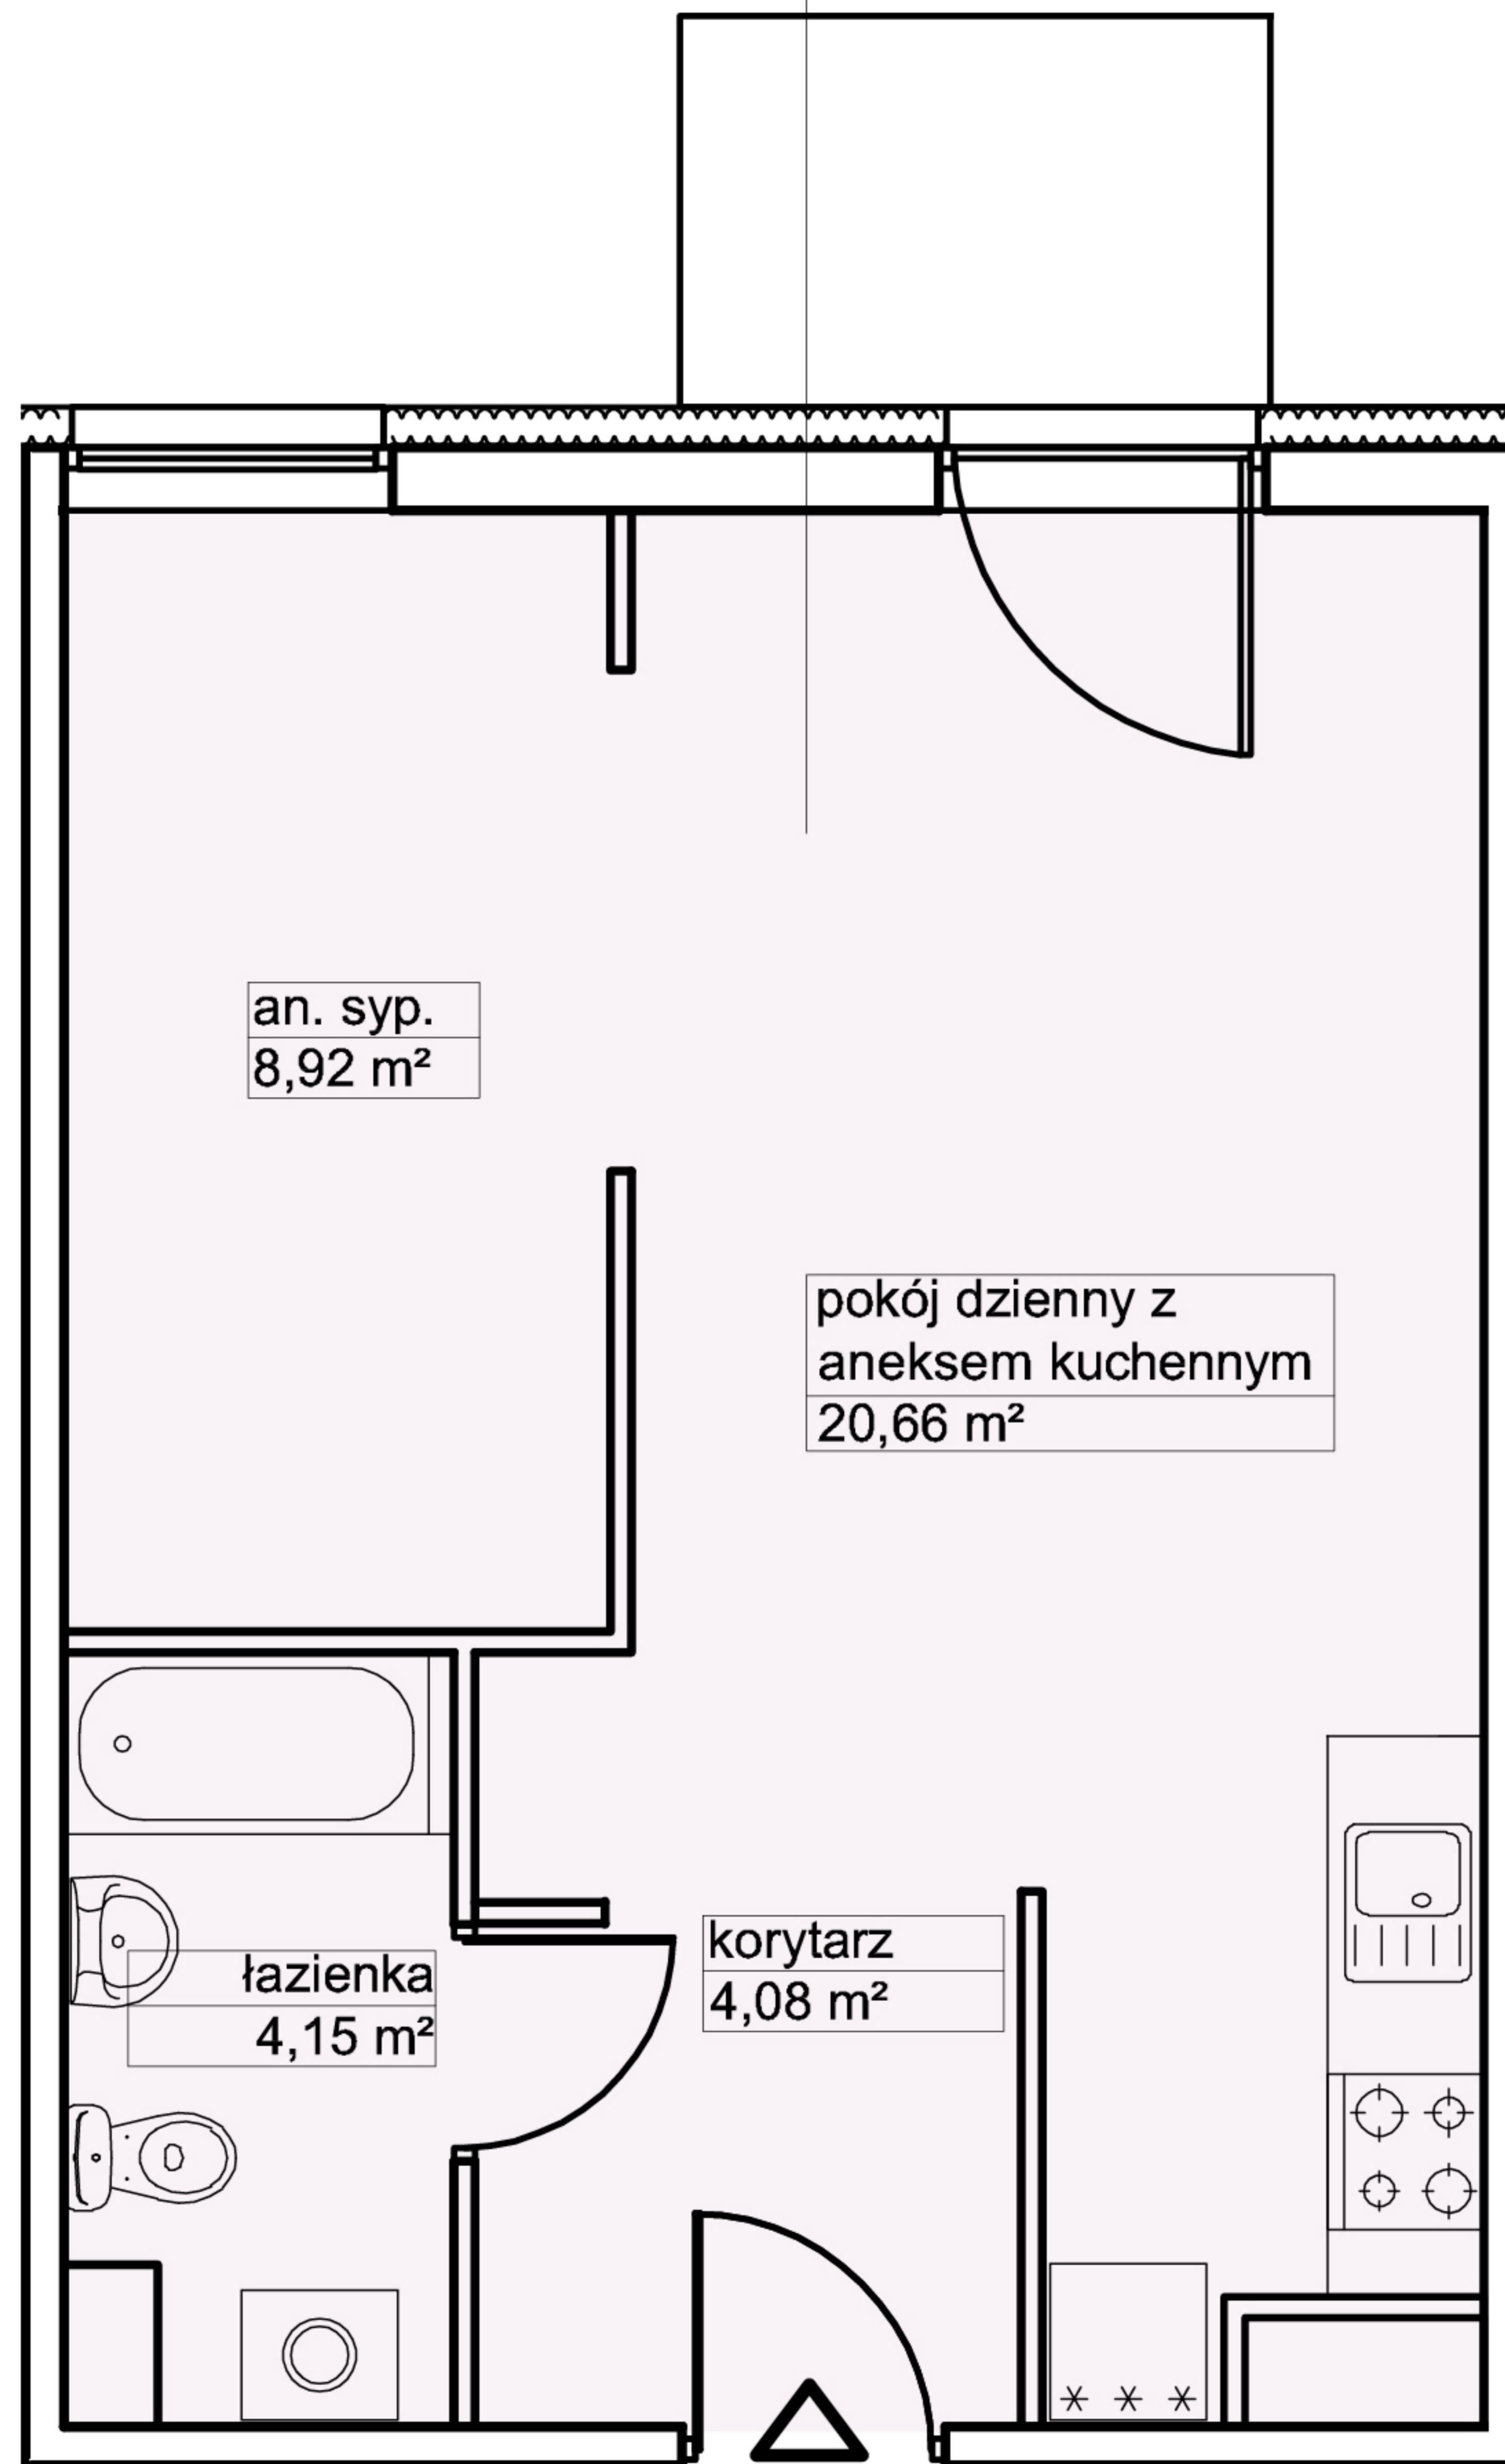 an. syp.
8,92 m²
pokój dzienny z
aneksem kuchennym
20,66 m²
korytarz
4,08 m²
łazienka
4,15 m²